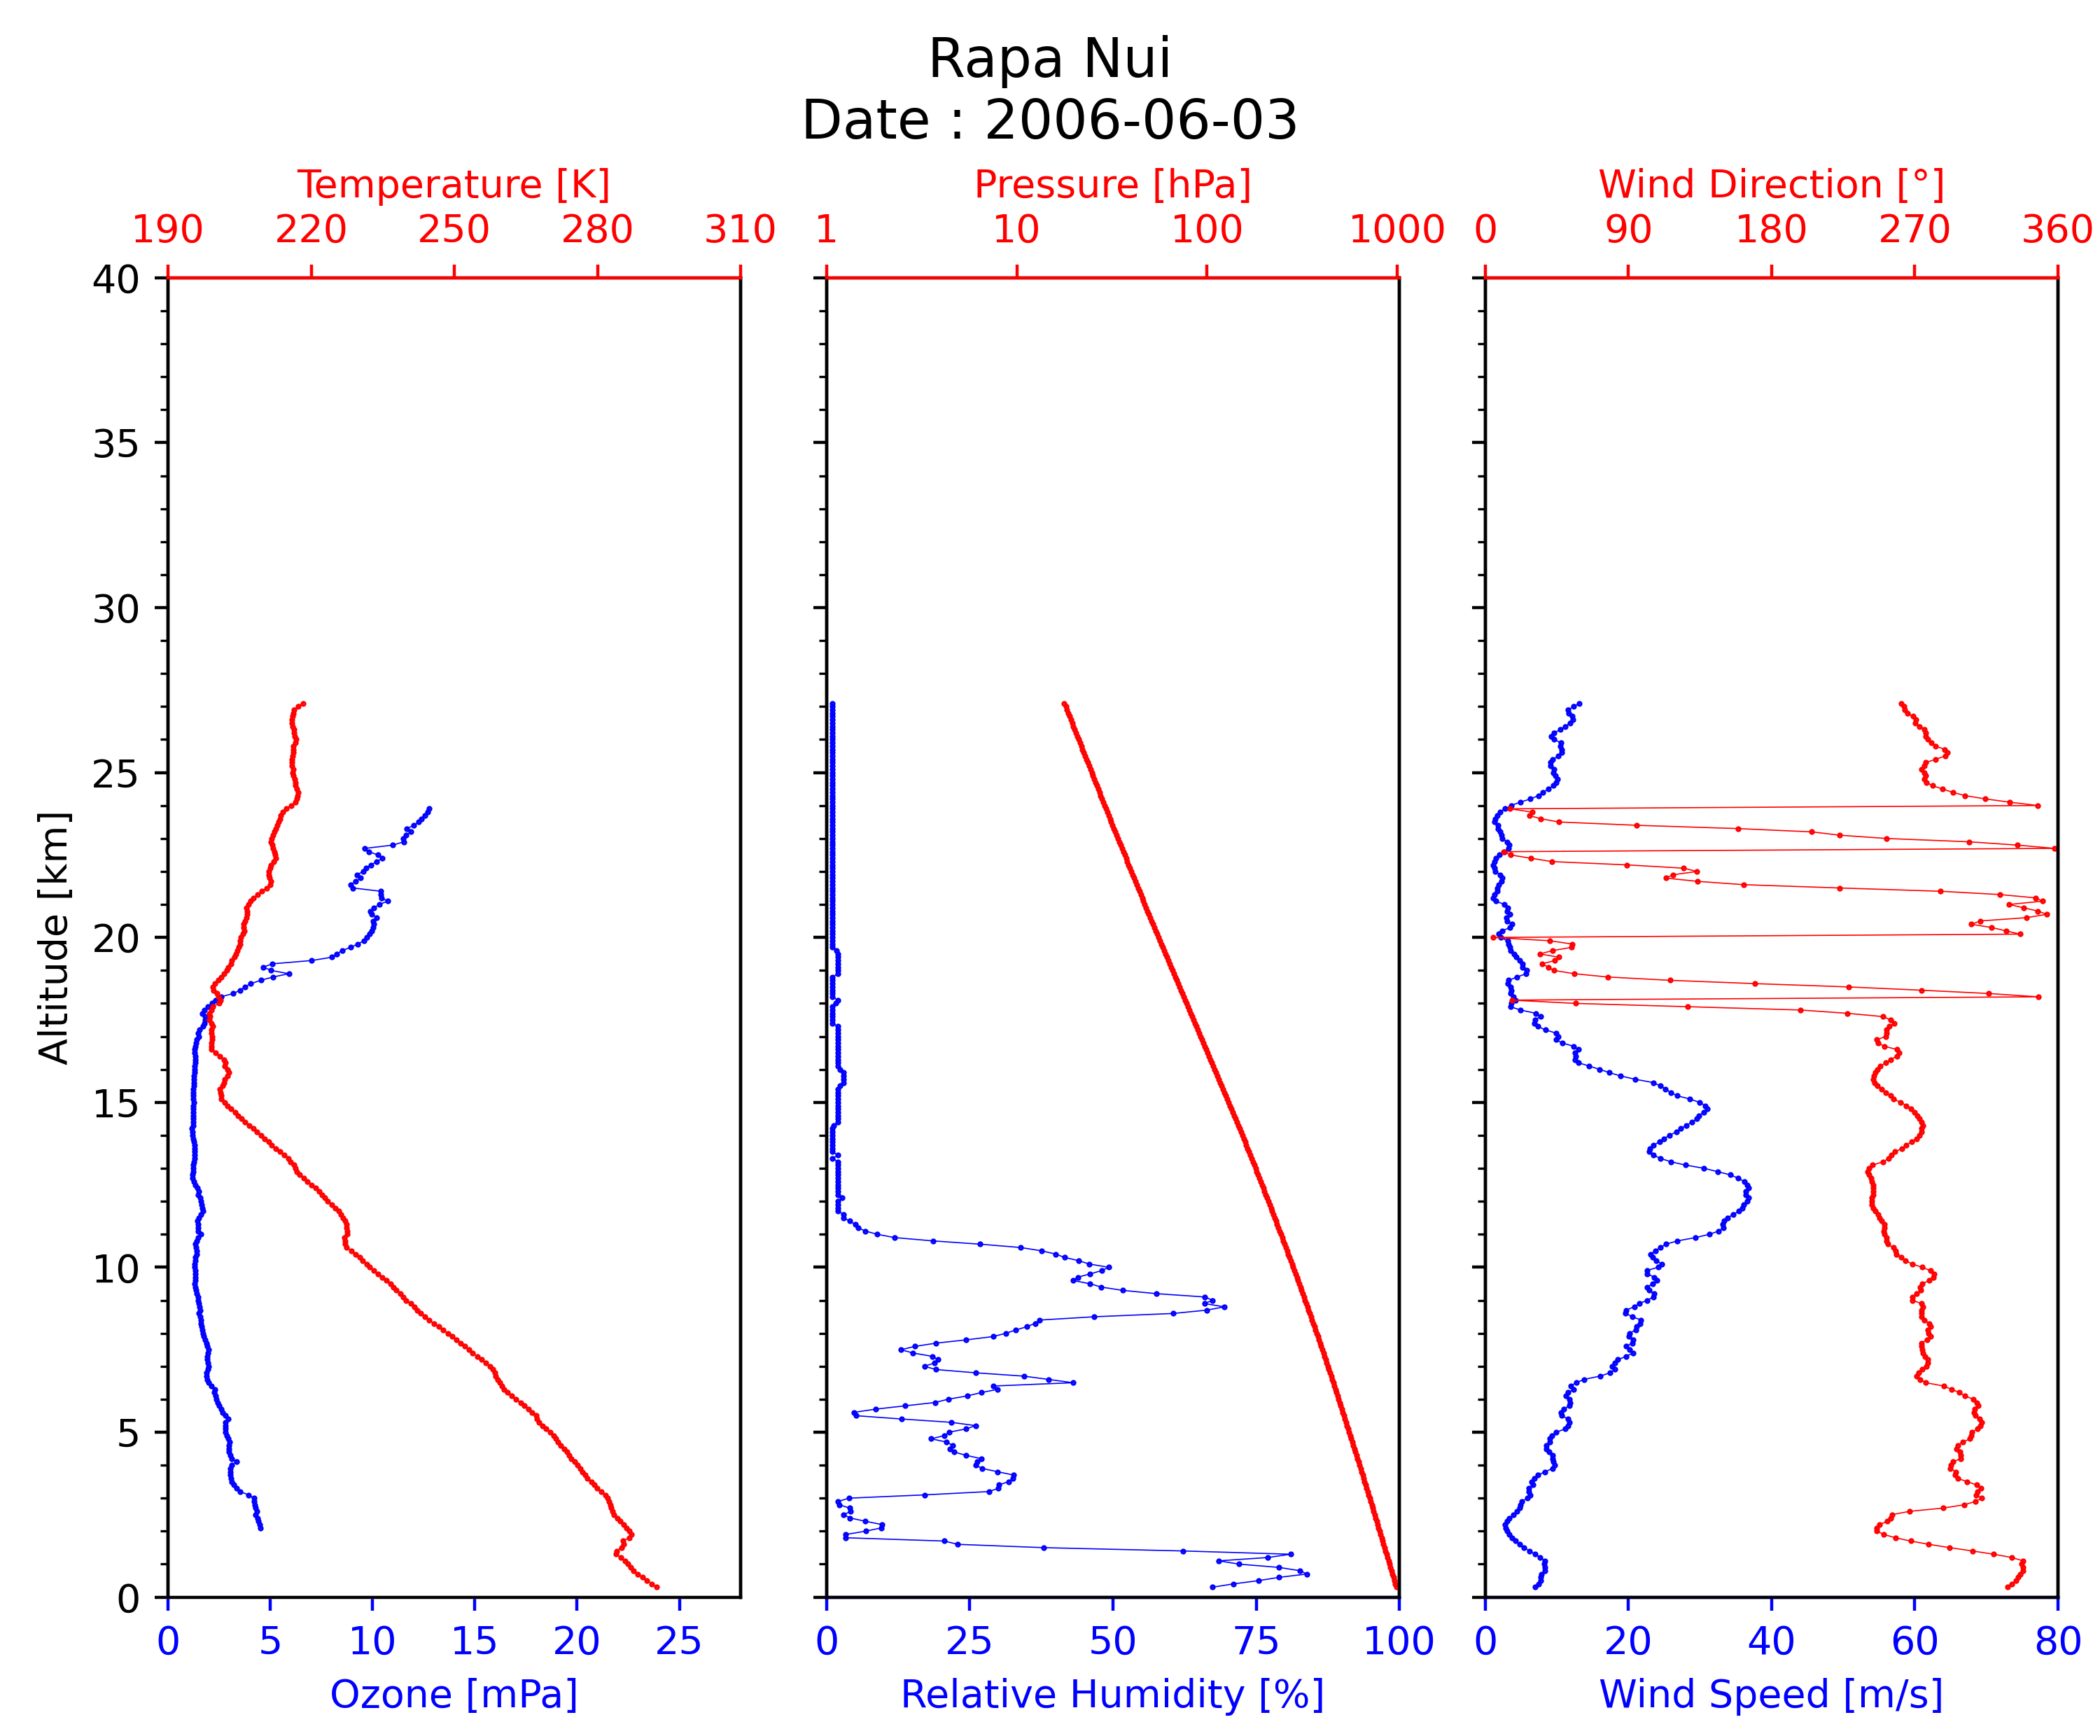 Rapa Nui
Date : 2006-06-03
Temperature [K]
190 220 250 280 310
Pressure [hPa]
1 10 100 1000
Wind Direction [°]
0 90 180 270 360
Altitude [km]
40
35
30
25
20
15
10
5
0
0 5 10 15 20 25
Ozone [mPa]
0 25 50 75 100
Relative Humidity [%]
0 20 40 60 80
Wind Speed [m/s]